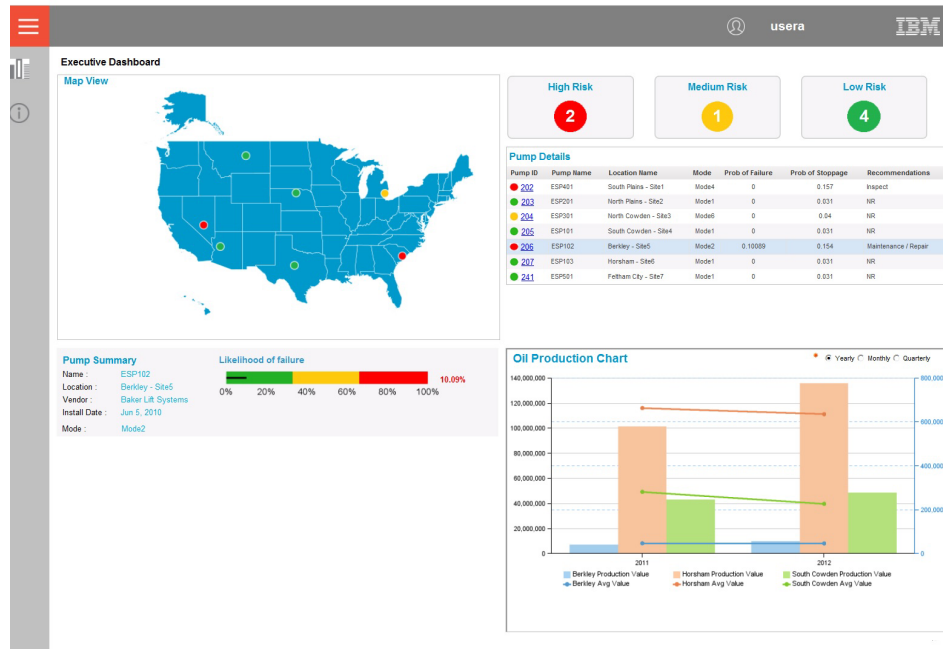 usera
IBM
Executive Dashboard
Map View
High Risk
2
Medium Risk
1
Low Risk
4
Pump Details
Pump ID Pump Name Location Name Mode Prob of Failure Prob of Stoppage Recommendations
202 ESP401 South Plains - Site1 Mode4 0 0.157 Inspect
203 ESP201 North Plains - Site2 Mode1 0 0.031 NR
204 ESP301 North Cowden - Site3 Mode6 0 0.04 NR
205 ESP101 South Cowden - Site4 Mode1 0 0.031 NR
206 ESP102 Berkley - Site5 Mode2 0.10089 0.154 Maintenance / Repair
207 ESP103 Horsham - Site6 Mode1 0 0.031 NR
241 ESP501 Feltham City - Site7 Mode1 0 0.031 NR
Pump Summary
Name : ESP102
Location : Berkley - Site5
Vendor : Baker Lift Systems
Install Date : Jun 5, 2010
Mode : Mode2
Likelihood of failure
10.09%
0% 20% 40% 60% 80% 100%
Oil Production Chart
* Yearly Monthly Quarterly
140,000,000
120,000,000
100,000,000
80,000,000
60,000,000
40,000,000
20,000,000
0
800,000
600,000
400,000
200,000
0
2011 2012
Berkley Production Value Horsham Production Value South Cowden Production Value
Berkley Avg Value Horsham Avg Value South Cowden Avg Value